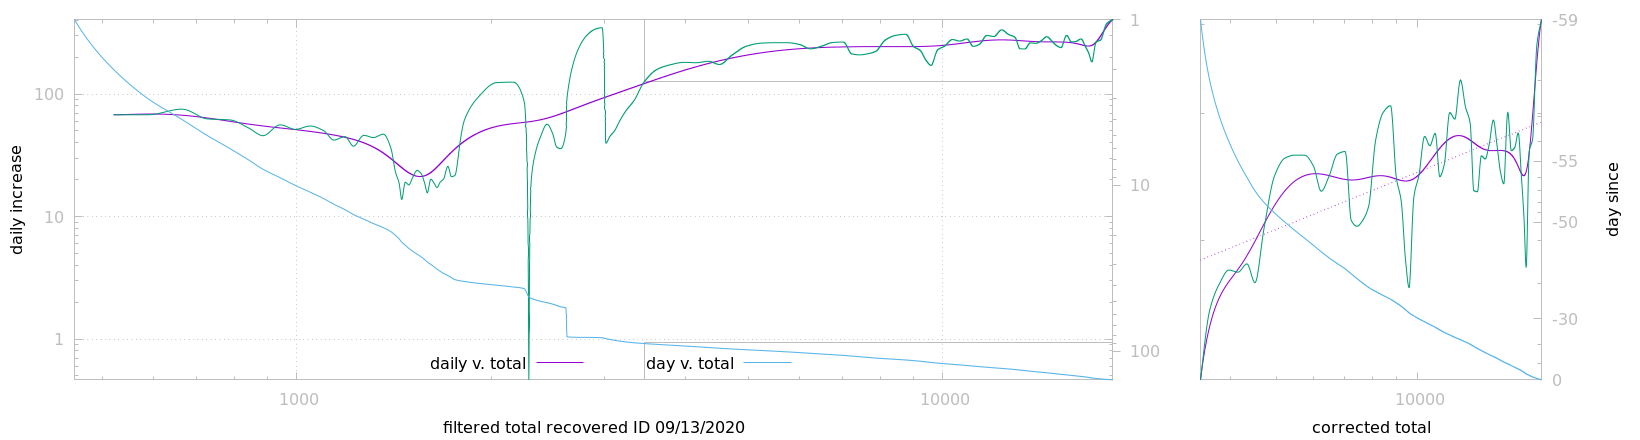 100
10
1
daily increase
1000
10000
filtered total recovered ID 09/13/2020
daily v. total
day v. total
1
10
100
10000
corrected total
-59
-55
-50
-30
0
day since